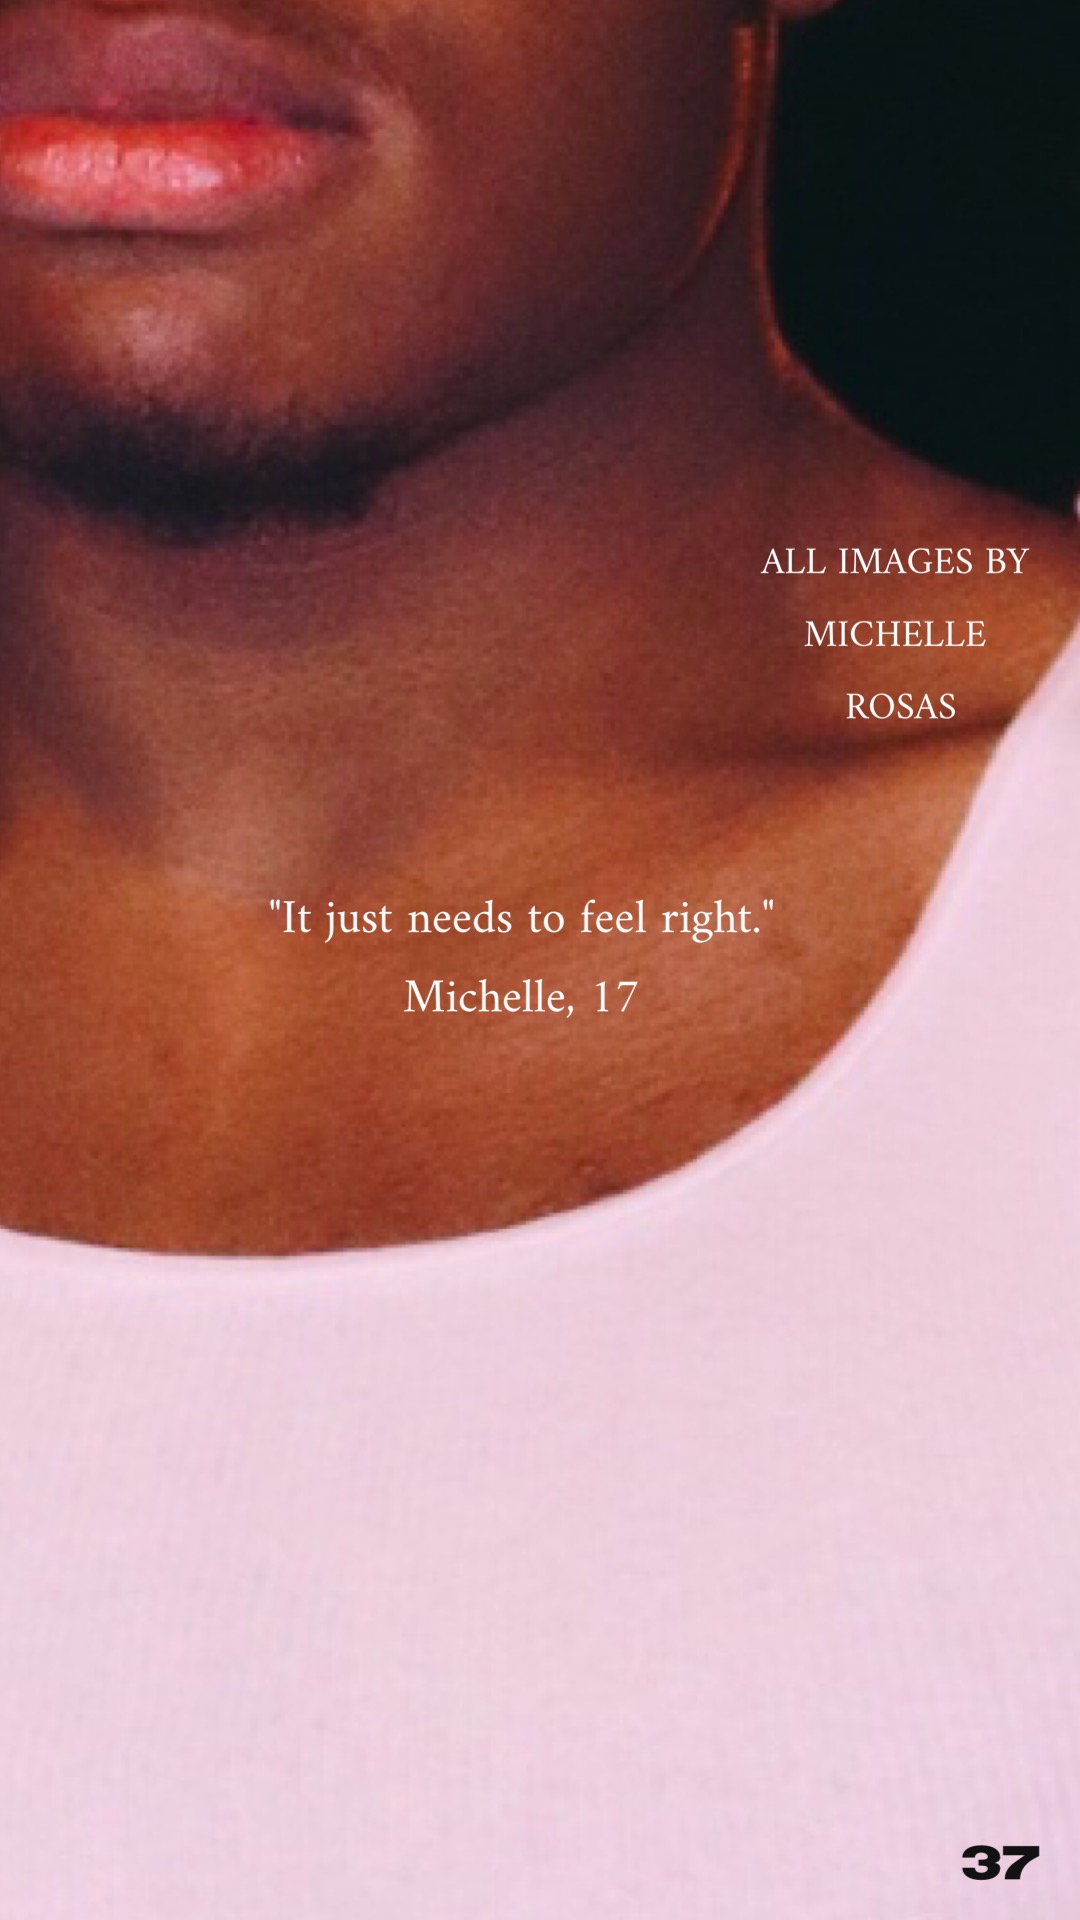 ALL IMAGES BY
MICHELLE
ROSAS
"It just needs to feel right."
Michelle, 17
37